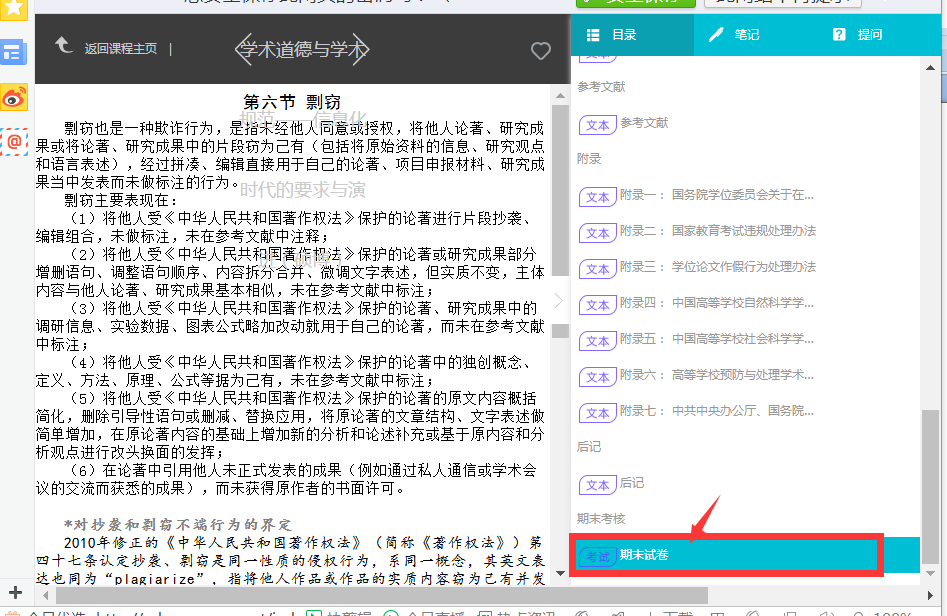 返回课程主页 |
学术道德与学术
规范——信息化
时代的要求与演
目录
笔记
提问
第六节 剽窃
剽窃也是一种欺诈行为，是指未经他人同意或授权，将他人论著、研究成
果或将论著、研究成果中的片段窃为己有（包括将原始资料的信息、研究观点
和语言表述），经过拼凑、编辑直接用于自己的论著、项目申报材料、研究成
果当中发表而未做标注的行为。
剽窃主要表现在：
（1）将他人受《中华人民共和国著作权法》保护的论著进行片段抄袭、
编辑组合，未做标注，未在参考文献中注释；
（2）将他人受《中华人民共和国著作权法》保护的论著或研究成果部分
增删语句、调整语句顺序、内容拆分合并、微调文字表述，但实质不变，主体
内容与他人论著、研究成果基本相似，未在参考文献中标注；
（3）将他人受《中华人民共和国著作权法》保护的论著、研究成果中的
调研信息、实验数据、图表公式略加改动就用于自己的论著，而未在参考文献
中标注；
（4）将他人受《中华人民共和国著作权法》保护的论著中的独创概念、
定义、方法、原理、公式等据为己有，未在参考文献中标注；
（5）将他人受《中华人民共和国著作权法》保护的论著的原文内容概括
简化，删除引导性语句或删减、替换应用，将原论著的文章结构、文字表述做
简单增加，在原论著内容的基础上增加新的分析和论述补充或基于原内容和分
析观点进行改头换面的发挥；
（6）在论著中引用他人未正式发表的成果（例如通过私人通信或学术会
议的交流而获悉的成果），而未获得原作者的书面许可。
*对抄袭和剽窃不端行为的界定
2010年修正的《中华人民共和国著作权法》（简称《著作权法》）第
四十七条认定抄袭、剽窃是同一性质的侵权行为，系同一概念，其英文表
达也同为“plagiarize”，指将他人作品或作品的实质内容窃为己有并发
参考文献
文本 参考文献
附录
文本 附录一： 国务院学位委员会关于在...
文本 附录二： 国家教育考试违规处理办法
文本 附录三： 学位论文作假行为处理办法
文本 附录四： 中国高等学校自然科学学...
文本 附录五： 中国高等学校社会科学学...
文本 附录六： 高等学校预防与处理学术...
文本 附录七： 中共中央办公厅、国务院...
后记
文本 后记
期末考核
考试 期末试卷